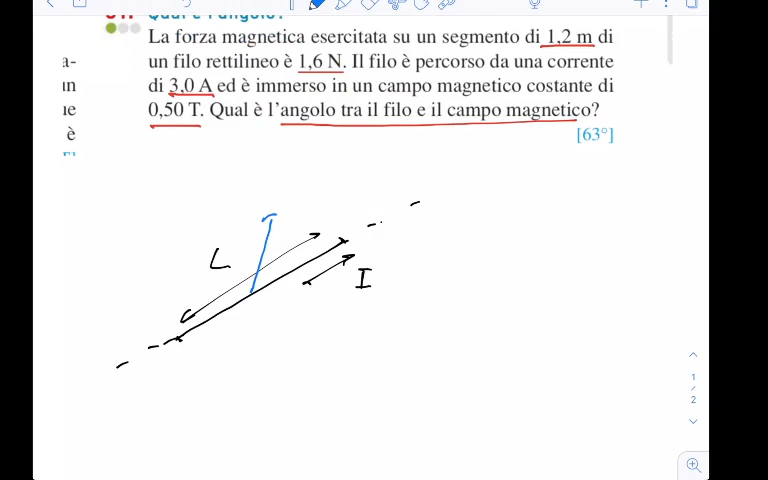 Qual è l'angolo?
La forza magnetica esercitata su un segmento di 1,2 m di
un filo rettilineo è 1,6 N. Il filo è percorso da una corrente
di 3,0 A ed è immerso in un campo magnetico costante di
0,50 T. Qual è l'angolo tra il filo e il campo magnetico?
[63°]
a-
è
L
I
1
/
2